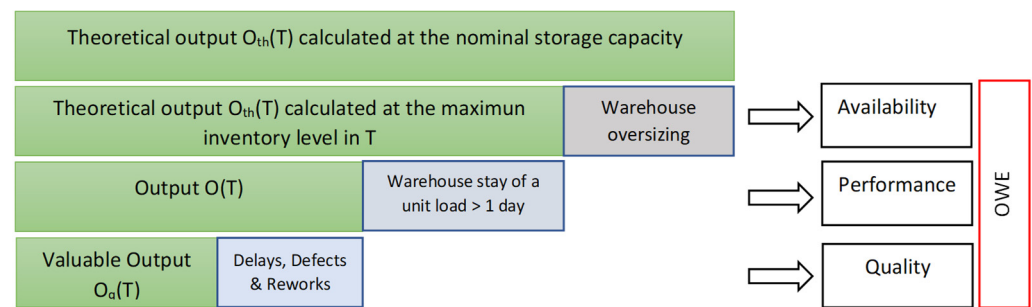 Theoretical output Oth(T) calculated at the nominal storage capacity
Theoretical output Oth(T) calculated at the maximun
inventory level in T
Warehouse
oversizing
Availability
Output O(T)
Warehouse stay of a
unit load > 1 day
Performance
Valuable Output
Oq(T)
Delays, Defects
& Reworks
Quality
OWE